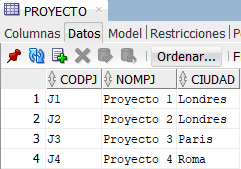 PROYECTO
Columnas Datos Model Restricciones
Ordenar... F
CODPJ NOMPJ CIUDAD
1 J1 Proyecto 1 Londres
2 J2 Proyecto 2 Londres
3 J3 Proyecto 3 Paris
4 J4 Proyecto 4 Roma